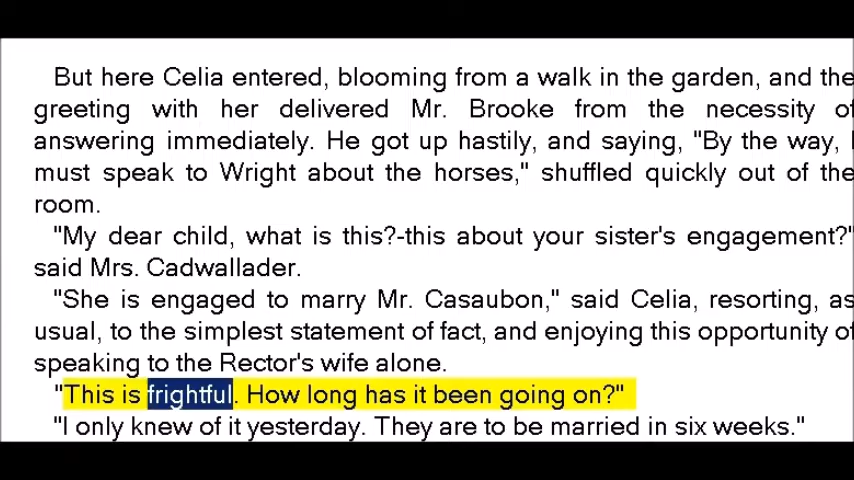 But here Celia entered, blooming from a walk in the garden, and the
greeting with her delivered Mr. Brooke from the necessity of
answering immediately. He got up hastily, and saying, "By the way, I
must speak to Wright about the horses," shuffled quickly out of the
room.
"My dear child, what is this?-this about your sister's engagement?"
said Mrs. Cadwallader.
"She is engaged to marry Mr. Casaubon," said Celia, resorting, as
usual, to the simplest statement of fact, and enjoying this opportunity of
speaking to the Rector's wife alone.
"This is frightful. How long has it been going on?"
"I only knew of it yesterday. They are to be married in six weeks."